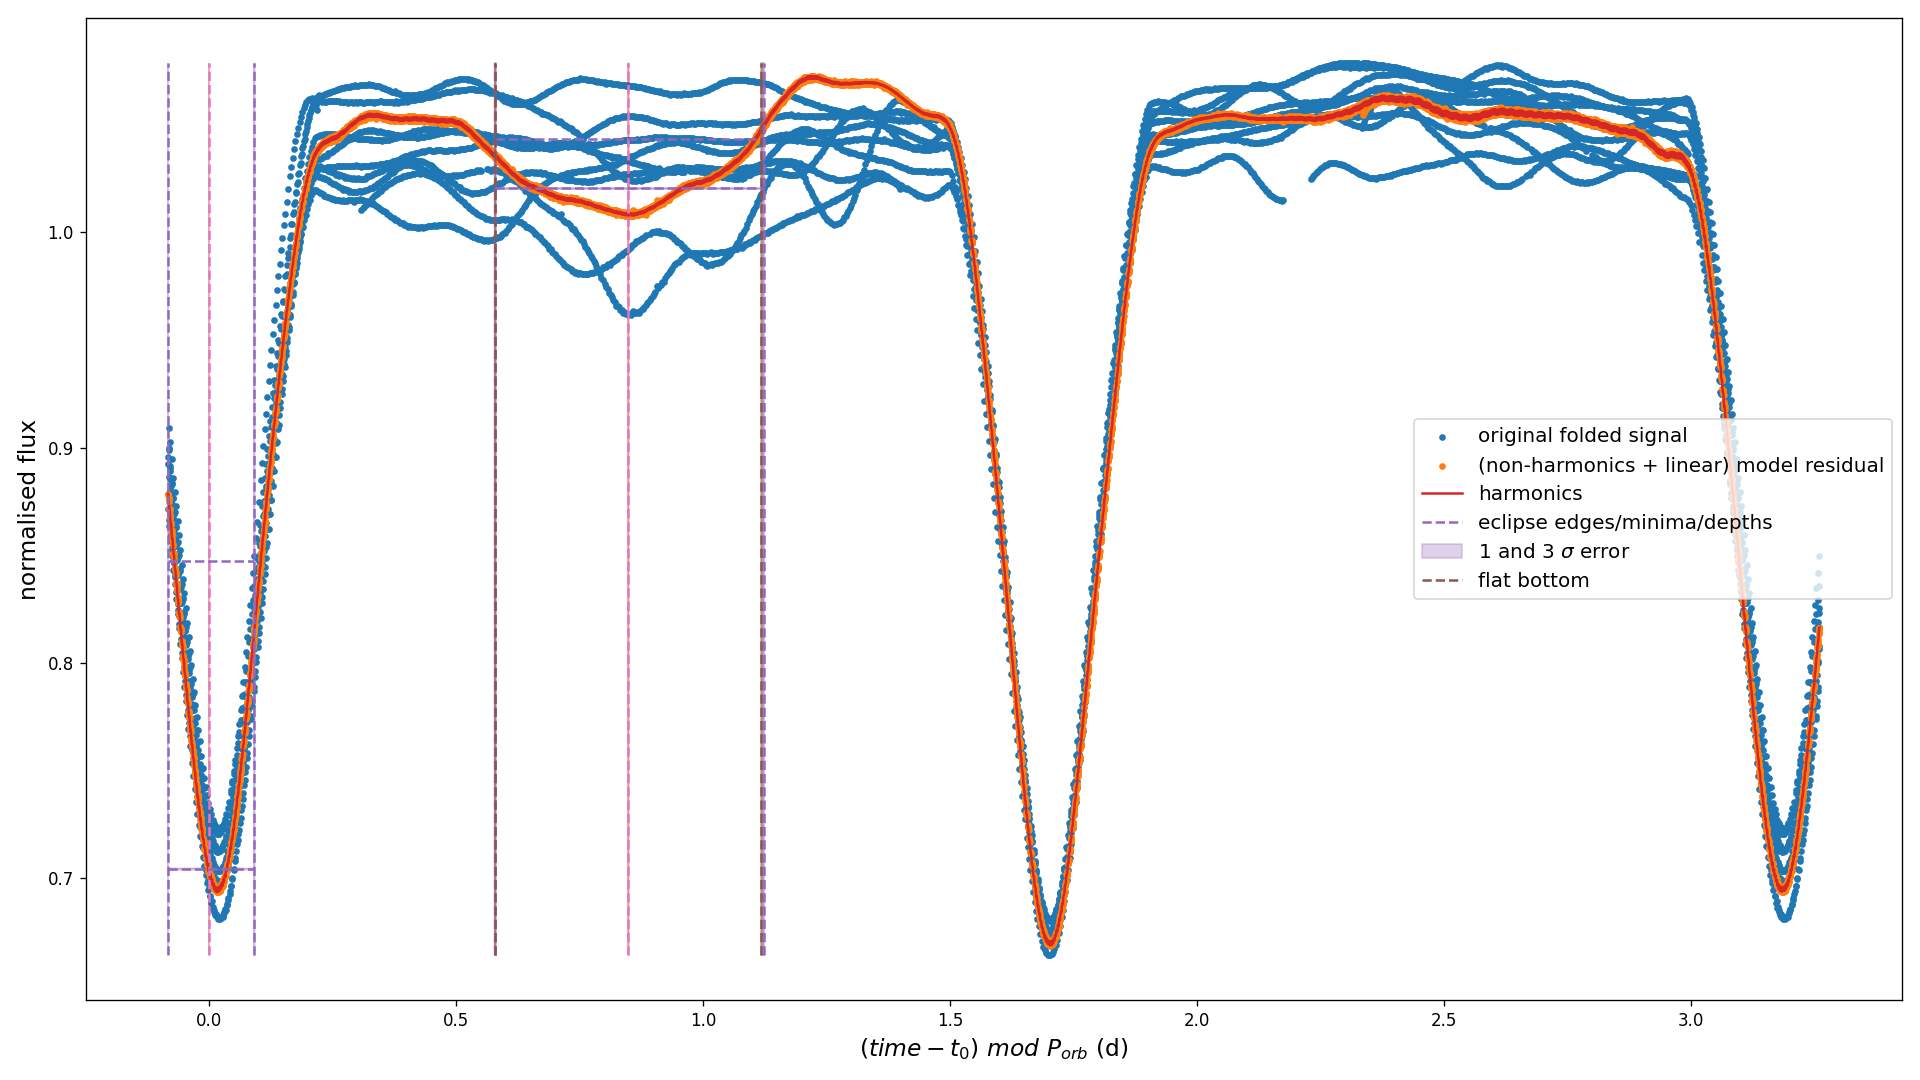 normalised flux
1.0
0.9
0.8
0.7
original folded signal
(non-harmonics + linear) model residual
harmonics
eclipse edges/minima/depths
1 and 3 σ error
flat bottom
0.0 0.5 1.0 1.5 2.0 2.5 3.0
(time − t₀) mod Pₒᵣᵦ (d)